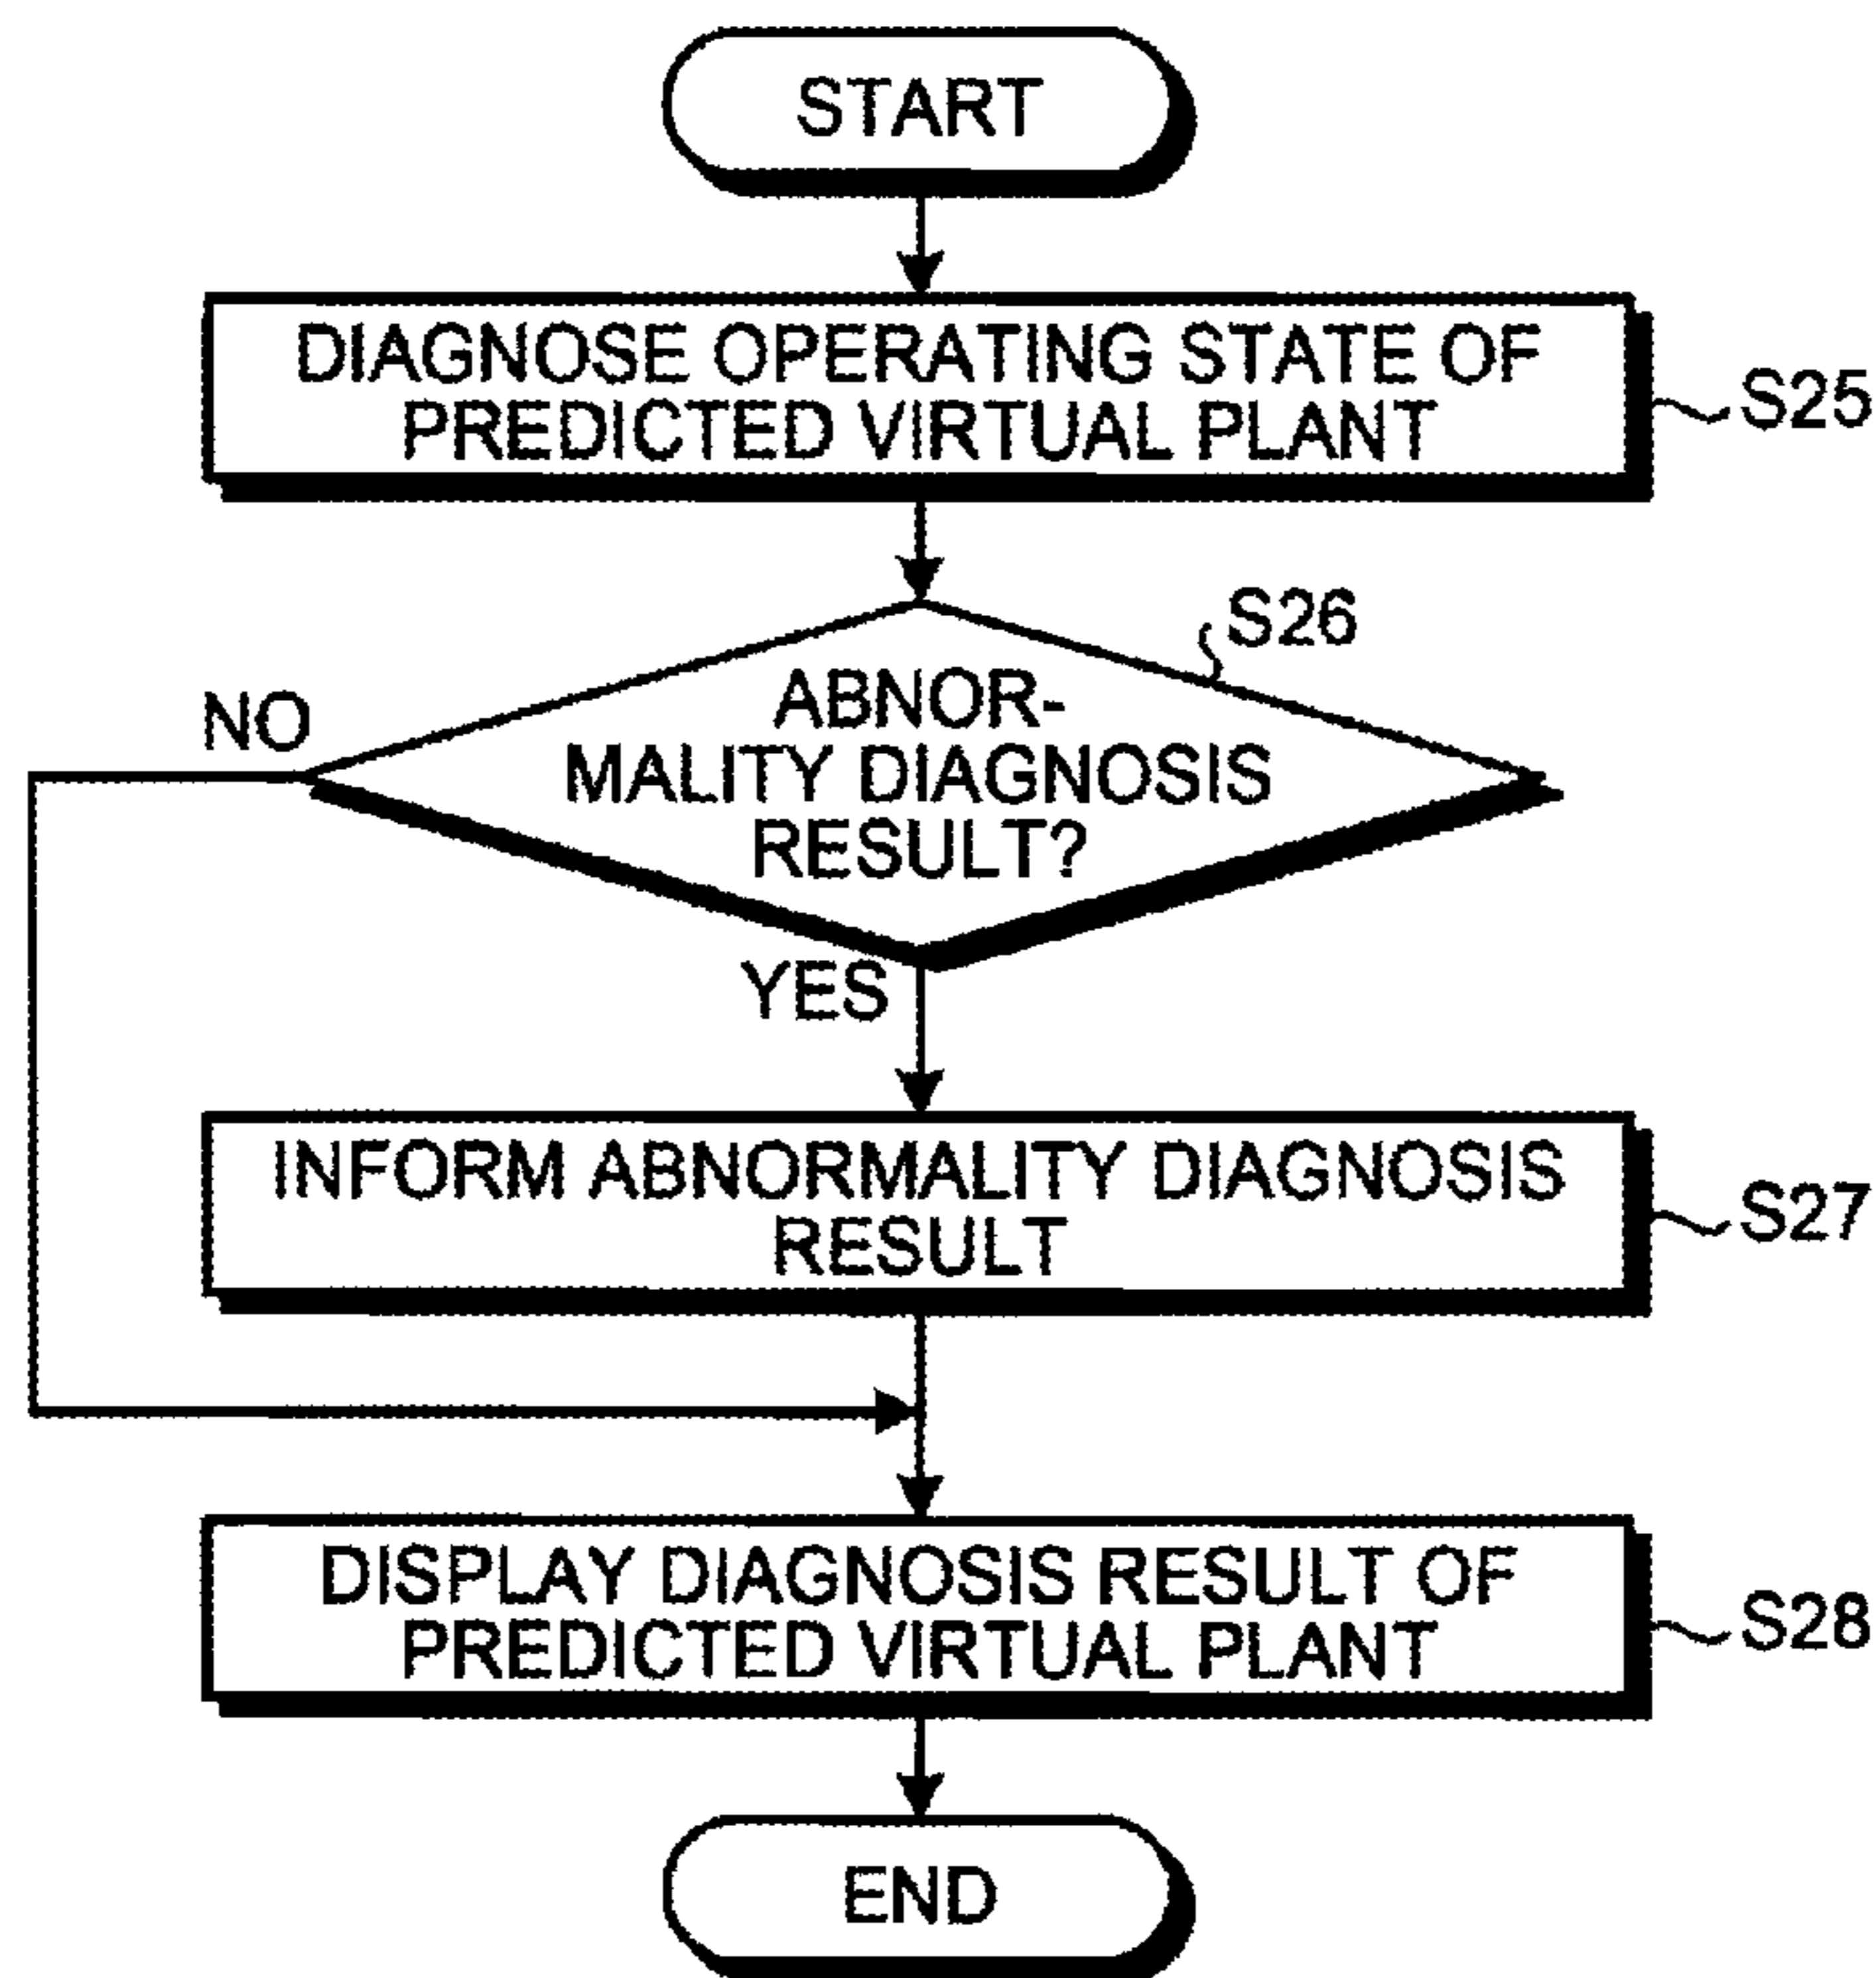 START
DIAGNOSE OPERATING STATE OF
PREDICTED VIRTUAL PLANT
S25
S26
ABNOR-
MALITY DIAGNOSIS
RESULT?
NO
YES
INFORM ABNORMALITY DIAGNOSIS
RESULT
S27
DISPLAY DIAGNOSIS RESULT OF
PREDICTED VIRTUAL PLANT
S28
END